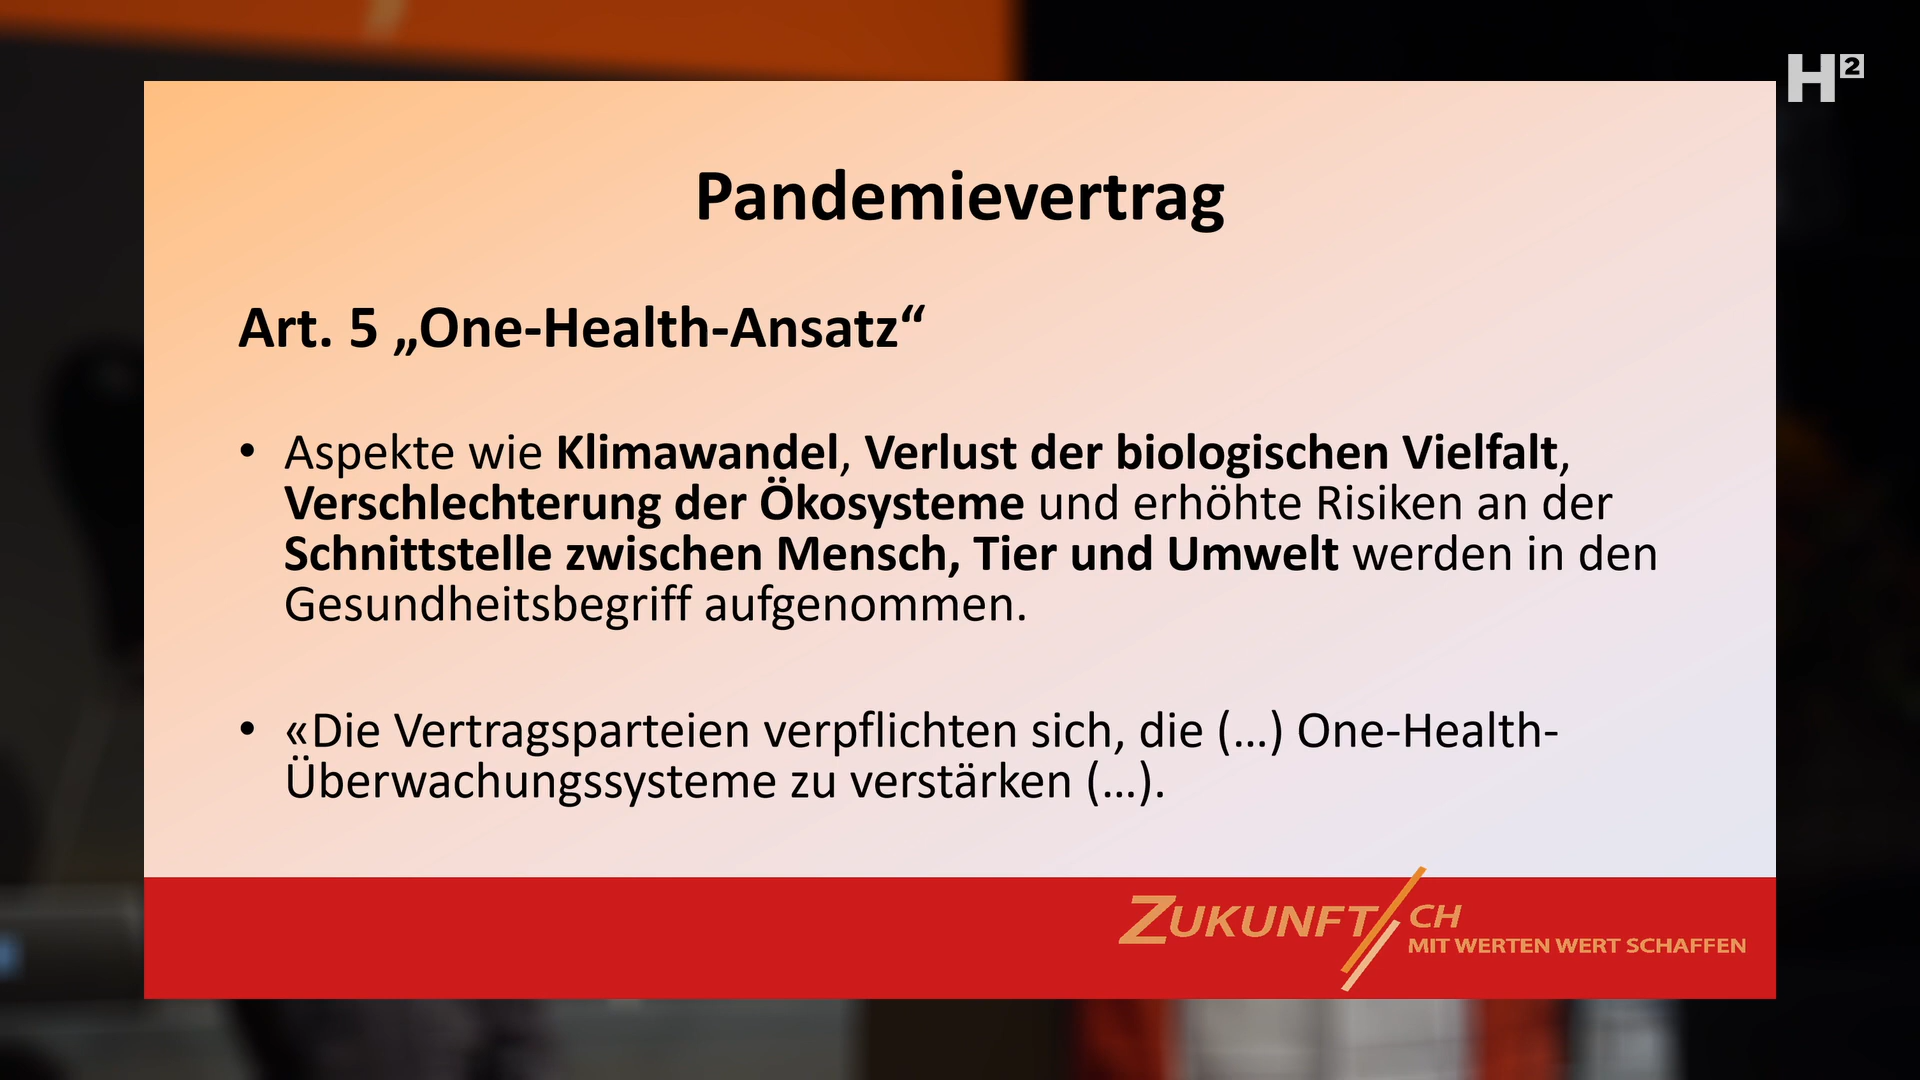 H²
Pandemievertrag
Art. 5 „One-Health-Ansatz“
• Aspekte wie Klimawandel, Verlust der biologischen Vielfalt,
Verschlechterung der Ökosysteme und erhöhte Risiken an der
Schnittstelle zwischen Mensch, Tier und Umwelt werden in den
Gesundheitsbegriff aufgenommen.
• «Die Vertragsparteien verpflichten sich, die (…) One-Health-
Überwachungssysteme zu verstärken (…).
ZUKUNFT CH
MIT WERTEN WERT SCHAFFEN